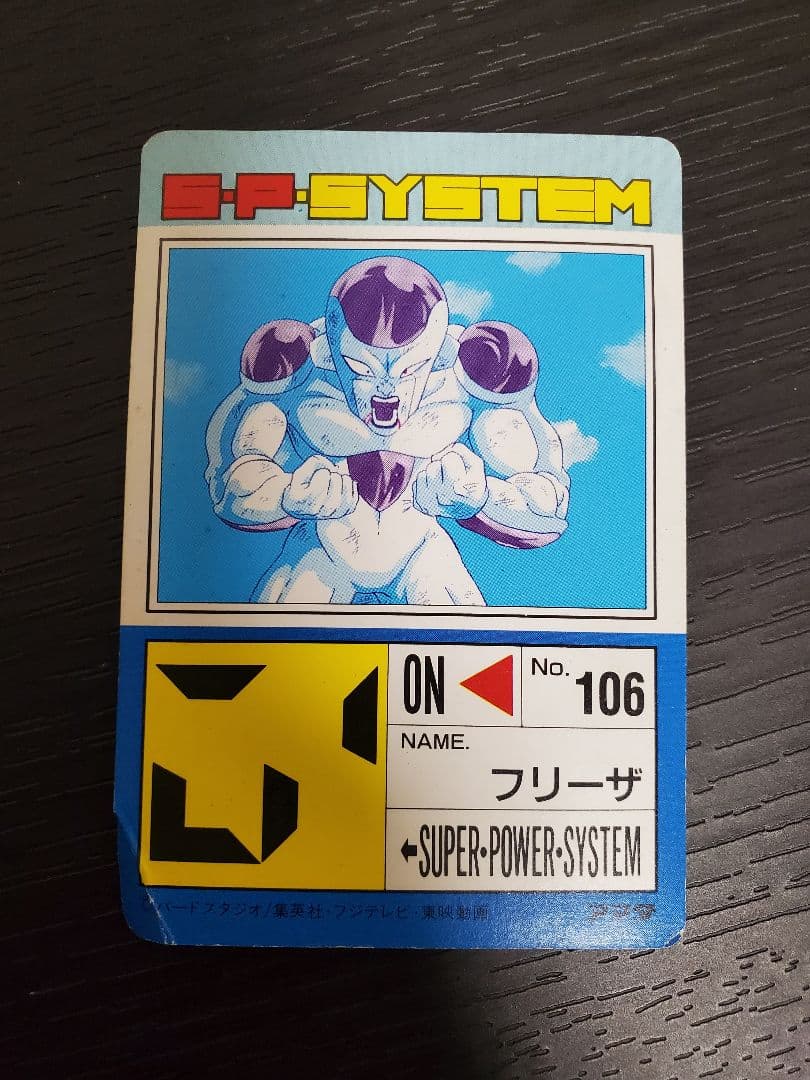 S·P·SYSTEM
ON
No. 106
NAME.
フリーザ
←SUPER·POWER·SYSTEM
バードスタジオ/集英社·フジテレビ·東映動画